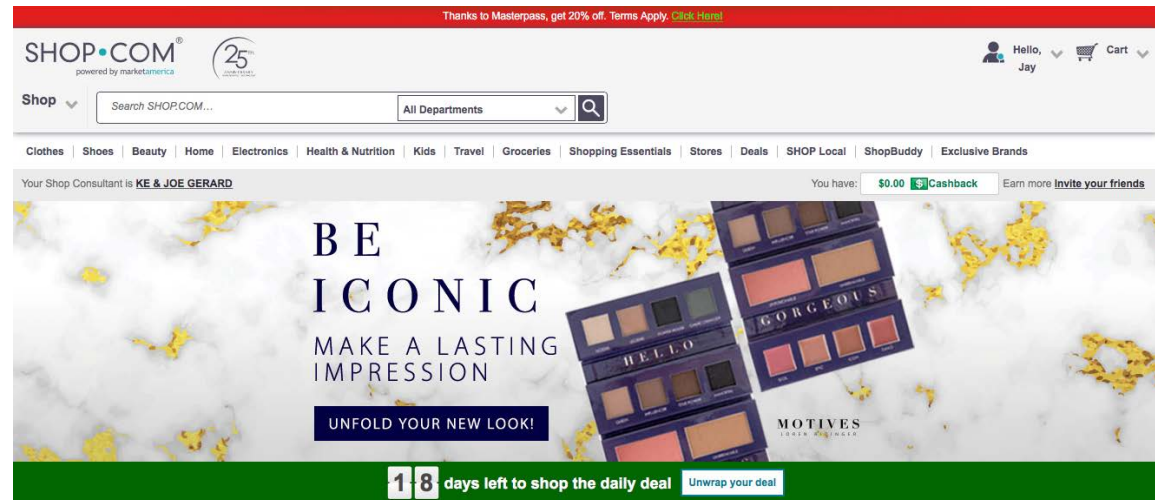 Thanks to Masterpass, get 20% off. Terms Apply. Click Here!
SHOP•COM®
powered by marketamerica
25
Hello, Jay
Cart
Shop
Search SHOP.COM...
All Departments
Clothes Shoes Beauty Home Electronics Health & Nutrition Kids Travel Groceries Shopping Essentials Stores Deals SHOP Local ShopBuddy Exclusive Brands
Your Shop Consultant is KE & JOE GERARD
You have: $0.00 $ Cashback Earn more Invite your friends
BE
ICONIC
MAKE A LASTING
IMPRESSION
UNFOLD YOUR NEW LOOK!
GORGEOUS
HELLO
MOTIVES
18 days left to shop the daily deal Unwrap your deal